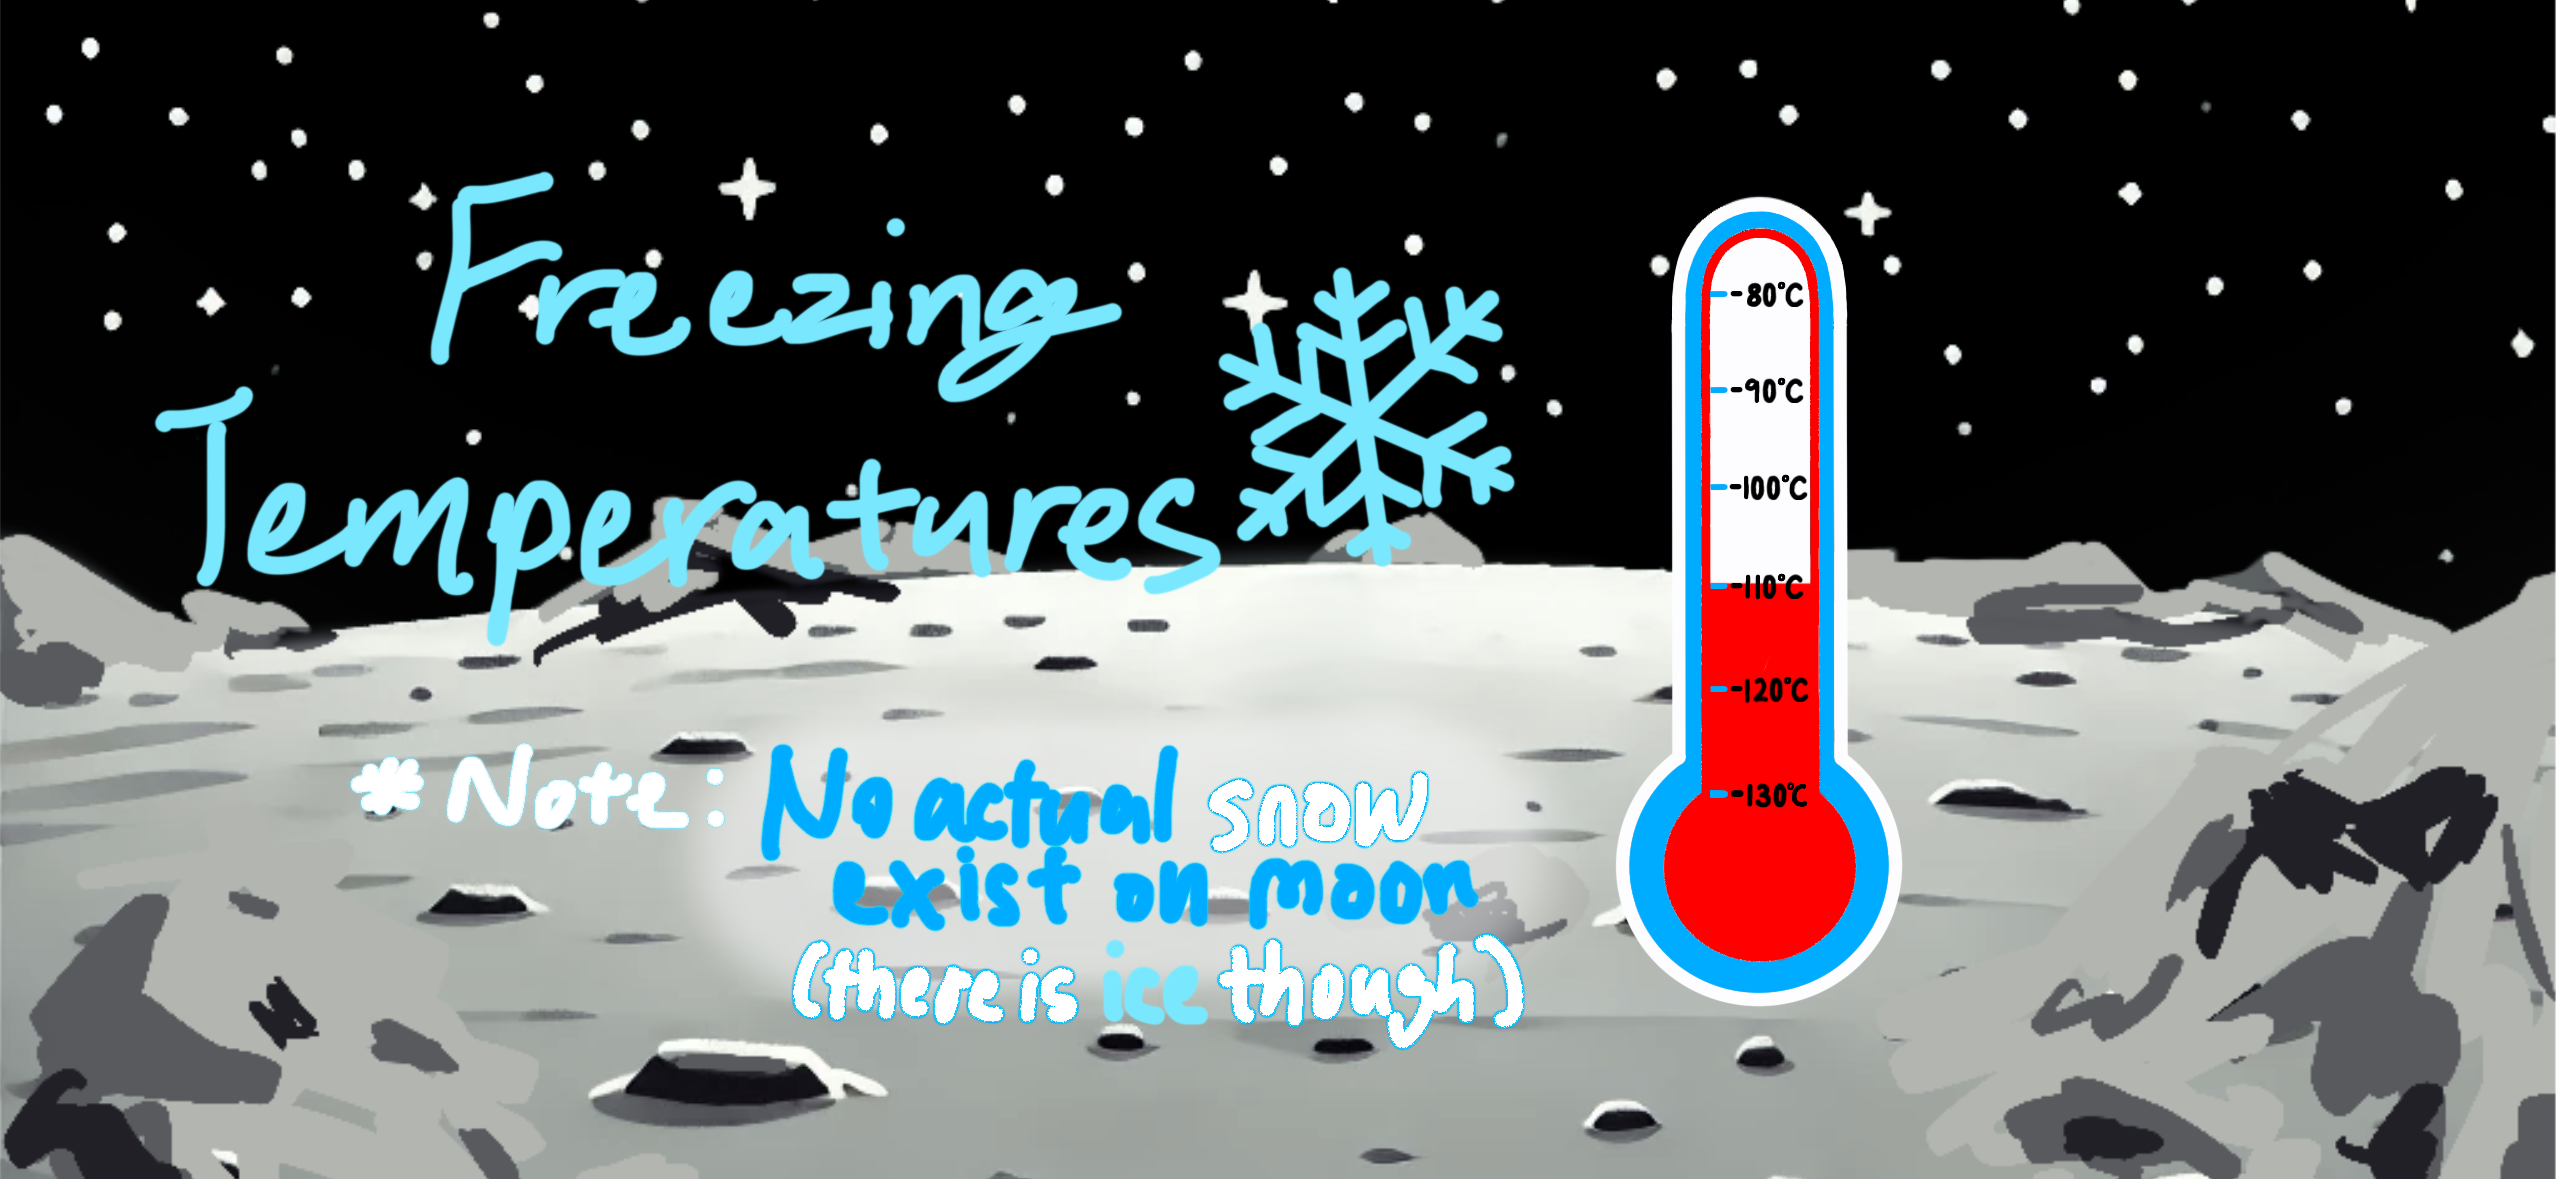 Freezing
Temperatures
-80°C
-90°C
-100°C
-110°C
-120°C
-130°C
*Note: No actual snow
exist on moon
(there is ice though)